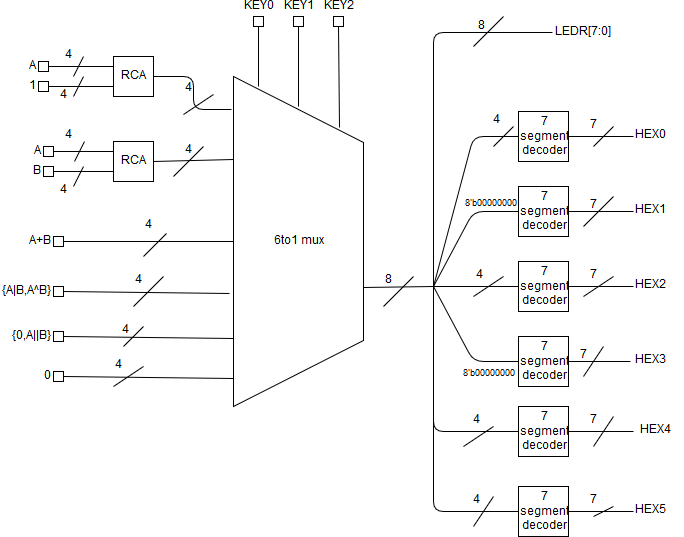 KEY0 KEY1 KEY2
8
LEDR[7:0]
4
A
RCA
1
4
4
4
A
RCA
B
4
4
4
A+B
4
{A|B,A^B}
4
{0,A||B}
4
0
4
6to1 mux
8
4
7
segment
decoder
7
HEX0
8'b00000000
7
segment
decoder
7
HEX1
4
7
segment
decoder
7
HEX2
8'b00000000
7
segment
decoder
7
HEX3
4
7
segment
decoder
7
HEX4
4
7
segment
decoder
7
HEX5